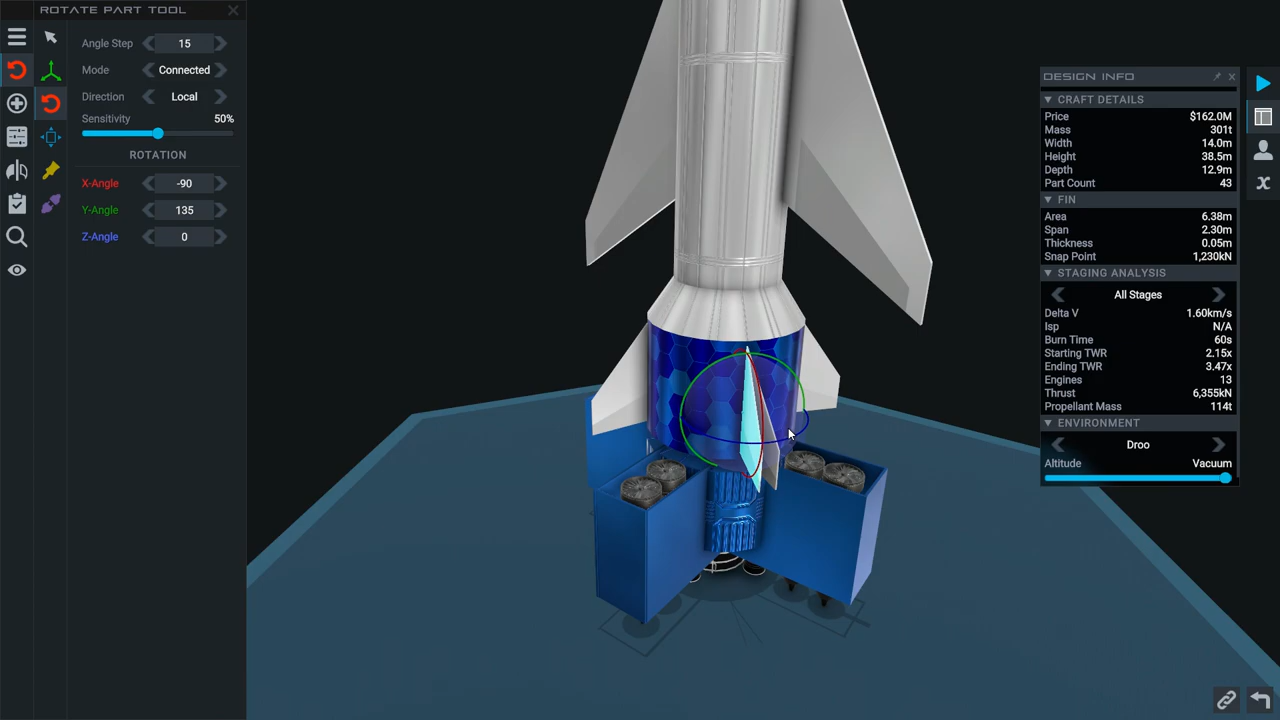 ROTATE PART TOOL
Angle Step 15
Mode Connected
Direction Local
Sensitivity 50%
ROTATION
X-Angle -90
Y-Angle 135
Z-Angle 0
DESIGN INFO
CRAFT DETAILS
Price $162.0M
Mass 301t
Width 14.0m
Height 38.5m
Depth 12.9m
Part Count 43
FIN
Area 6.38m
Span 2.30m
Thickness 0.05m
Snap Point 1,230kN
STAGING ANALYSIS
All Stages
Delta V 1.60km/s
Isp N/A
Burn Time 60s
Starting TWR 2.15x
Ending TWR 3.47x
Engines 13
Thrust 6,355kN
Propellant Mass 114t
ENVIRONMENT
Droo
Altitude Vacuum